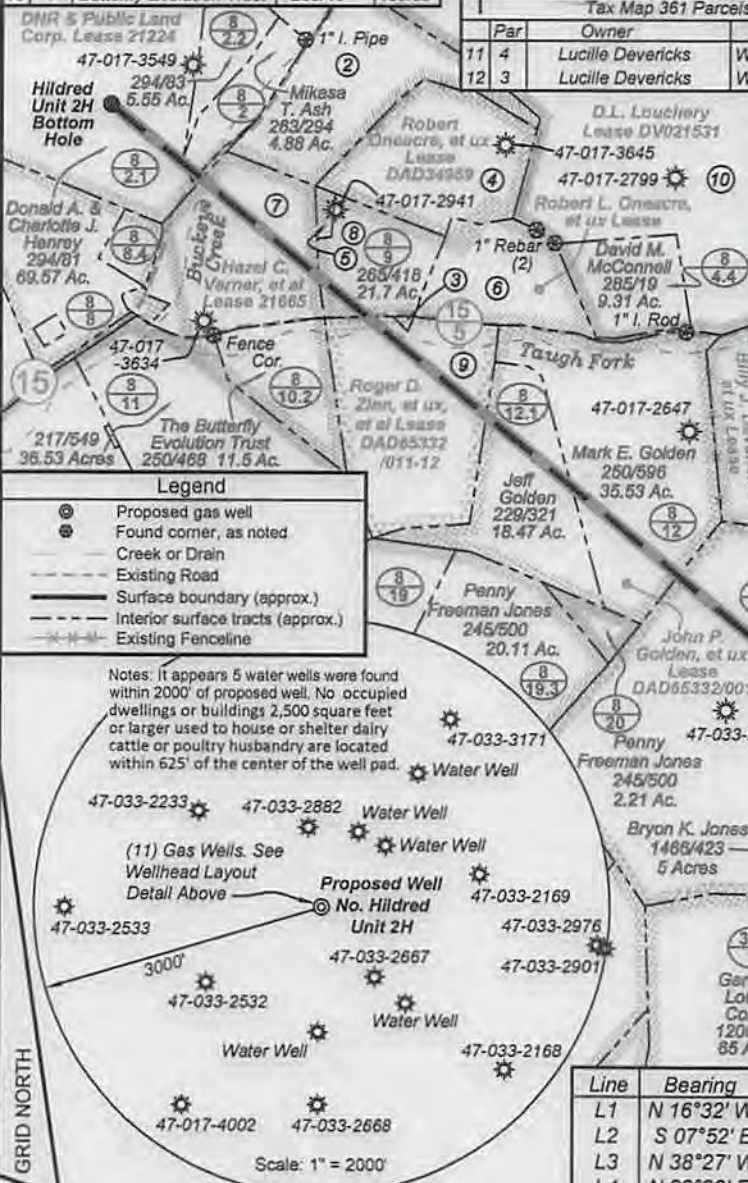 Tax Map 361 Parcels
Par Owner
11 4 Lucille Devericks W
12 3 Lucille Devericks W
DNR & Public Land
Corp. Lease 21224
8
2.2
1" I. Pipe
2
47-017-3549
294/83
5.55 Ac.
8
2
Mikasa
T. Ash
263/294
4.88 Ac.
Hildred
Unit 2H
Bottom
Hole
8
2.1
Robert
Oneacre, et ux
Lease
DAD34959
4
47-017-3645
D.L. Louchery
Lease DV021531
47-017-2799
10
47-017-2941
Robert L. Oneacre,
et ux Lease
1" Rebar
(2)
Donald A. &
Charlotte J.
Henrey
294/81
69.57 Ac.
8
8.4
8
8
Buckeye
Creek
7
Hazel C.
Verner, et al
Lease 21665
8
5
8
9
265/418
21.7 Ac.
3
6
15
5
9
David M.
McConnell
285/19
9.31 Ac.
1" I. Rod
8
4.4
47-017
-3634
Fence
Cor.
Taugh Fork
15
8
11
8
10.2
217/549
36.53 Acres
The Butterfly
Evolution Trust
250/468 11.5 Ac.
Roger D.
Zinn, et ux,
et al Lease
DAD65332
/011-12
8
12.1
47-017-2647
et ux Lease
Mark E. Golden
250/596
35.53 Ac.
8
12
Jeff
Golden
229/321
18.47 Ac.
Legend
Proposed gas well
Found corner, as noted
Creek or Drain
Existing Road
Surface boundary (approx.)
Interior surface tracts (approx.)
Existing Fenceline
8
19
Penny
Freeman Jones
245/500
20.11 Ac.
8
19.3
John P.
Golden, et ux
Lease
DAD65332/001
8
20
47-033-
Penny
Freeman Jones
245/500
2.21 Ac.
Bryon K. Jones
1466/423
5 Acres
Notes: It appears 5 water wells were found
within 2000' of proposed well. No occupied
dwellings or buildings 2,500 square feet
or larger used to house or shelter dairy
cattle or poultry husbandry are located
within 625' of the center of the well pad.
47-033-3171
Water Well
47-033-2233
47-033-2882
Water Well
Water Well
(11) Gas Wells. See
Wellhead Layout
Detail Above
Proposed Well
No. Hildred
Unit 2H
47-033-2169
47-033-2533
47-033-2976
47-033-2901
3000'
47-033-2667
47-033-2532
Water Well
Water Well
47-033-2168
47-017-4002
47-033-2668
Scale: 1" = 2000'
GRID NORTH
Line Bearing
L1 N 16°32' W
L2 S 07°52' E
L3 N 38°27' W